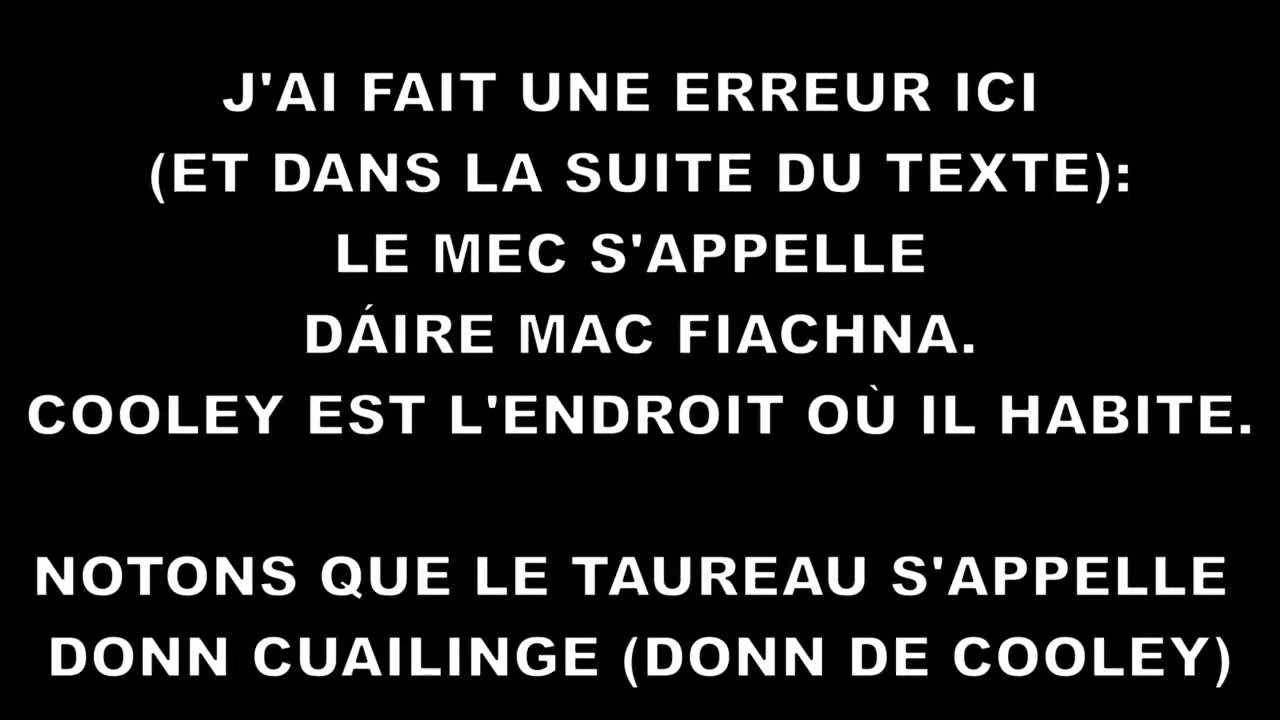 J'AI FAIT UNE ERREUR ICI
(ET DANS LA SUITE DU TEXTE):
LE MEC S'APPELLE
DÁIRE MAC FIACHNA.
COOLEY EST L'ENDROIT OÙ IL HABITE.
NOTONS QUE LE TAUREAU S'APPELLE
DONN CUAILINGE (DONN DE COOLEY)